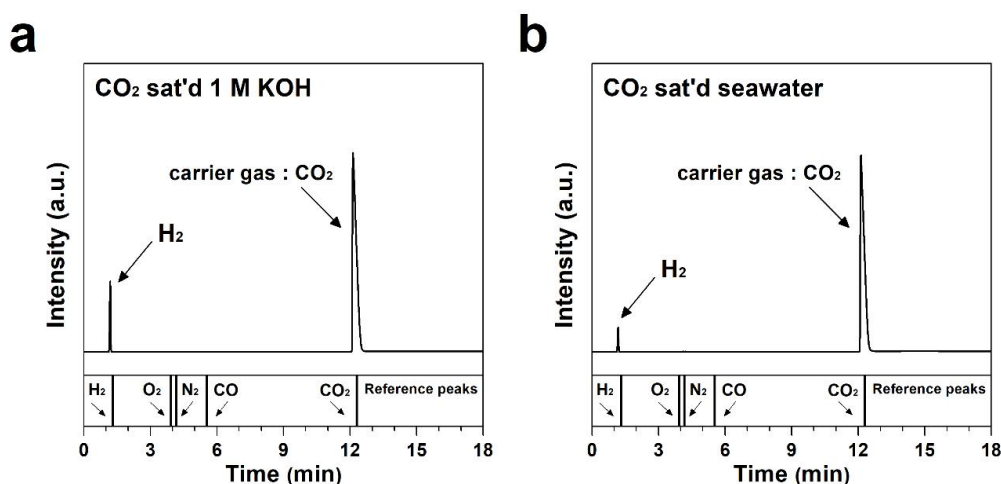 a
CO₂ sat'd 1 M KOH
carrier gas : CO₂
H₂
Intensity (a.u.)
H₂ O₂ N₂ CO CO₂ Reference peaks
0 3 6 9 12 15 18
Time (min)
b
CO₂ sat'd seawater
carrier gas : CO₂
H₂
Intensity (a.u.)
H₂ O₂ N₂ CO CO₂ Reference peaks
0 3 6 9 12 15 18
Time (min)